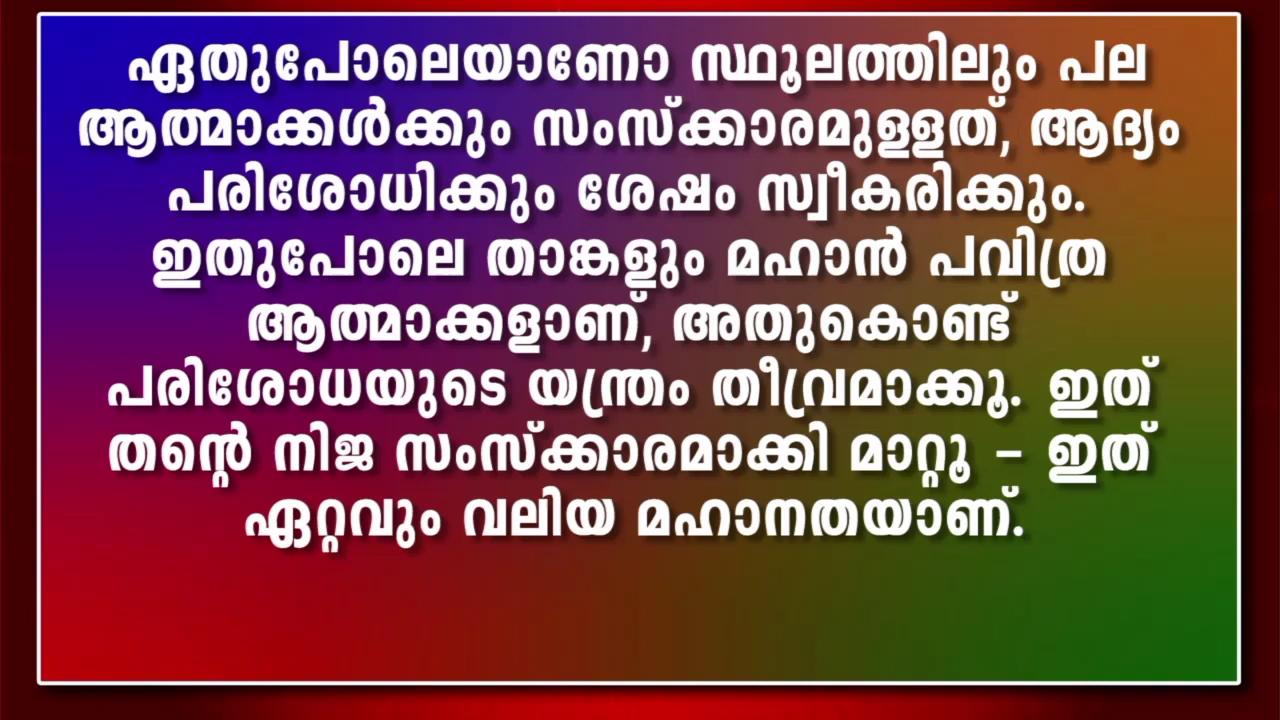 ഏതുപോലെയാണോ സ്ഥൂലത്തിലും പല
ആത്മാക്കൾക്കും സംസ്ക്കാരമുളളത്, ആദ്യം
പരിശോധിക്കും ശേഷം സ്വീകരിക്കും.
ഇതുപോലെ താങ്കളും മഹാൻ പവിത്ര
ആത്മാക്കളാണ്, അതുകൊണ്ട്
പരിശോധയുടെ യന്ത്രം തീവ്രമാക്കൂ. ഇത്
തന്റെ നിജ സംസ്ക്കാരമാക്കി മാറ്റൂ – ഇത്
ഏറ്റവും വലിയ മഹാനതയാണ്.